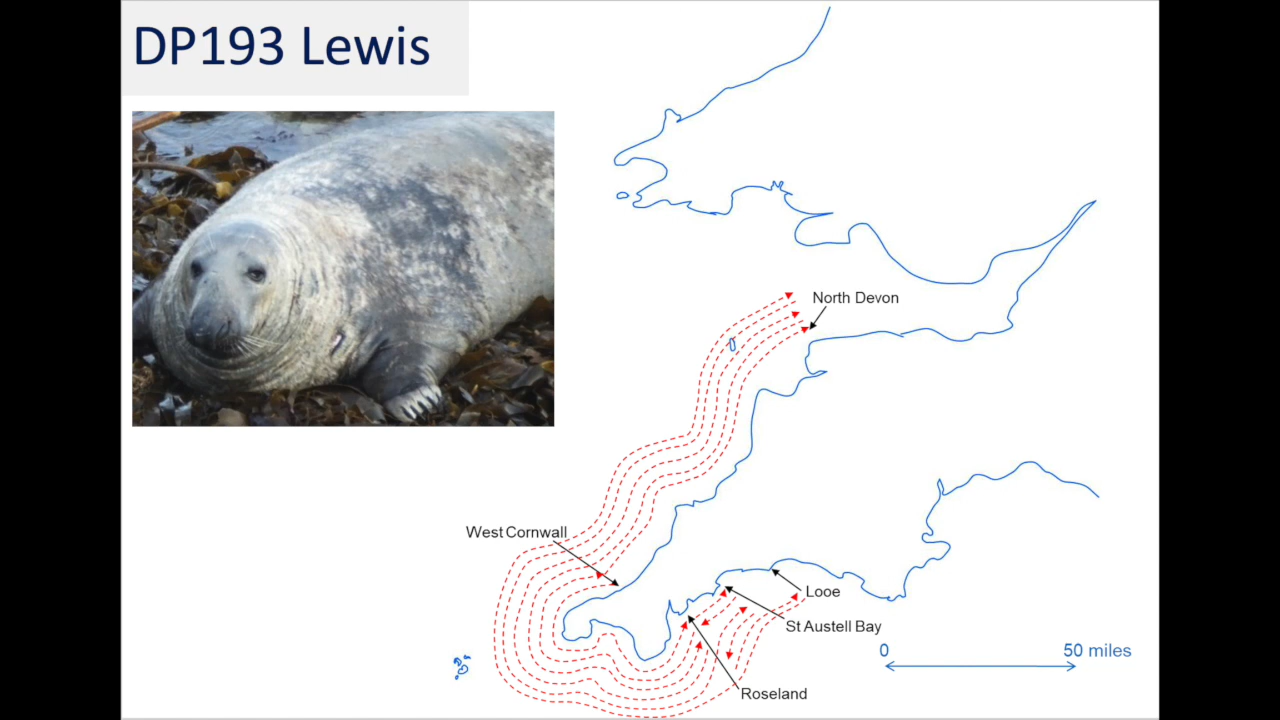 DP193 Lewis
North Devon
West Cornwall
Looe
St Austell Bay
0
50 miles
Roseland